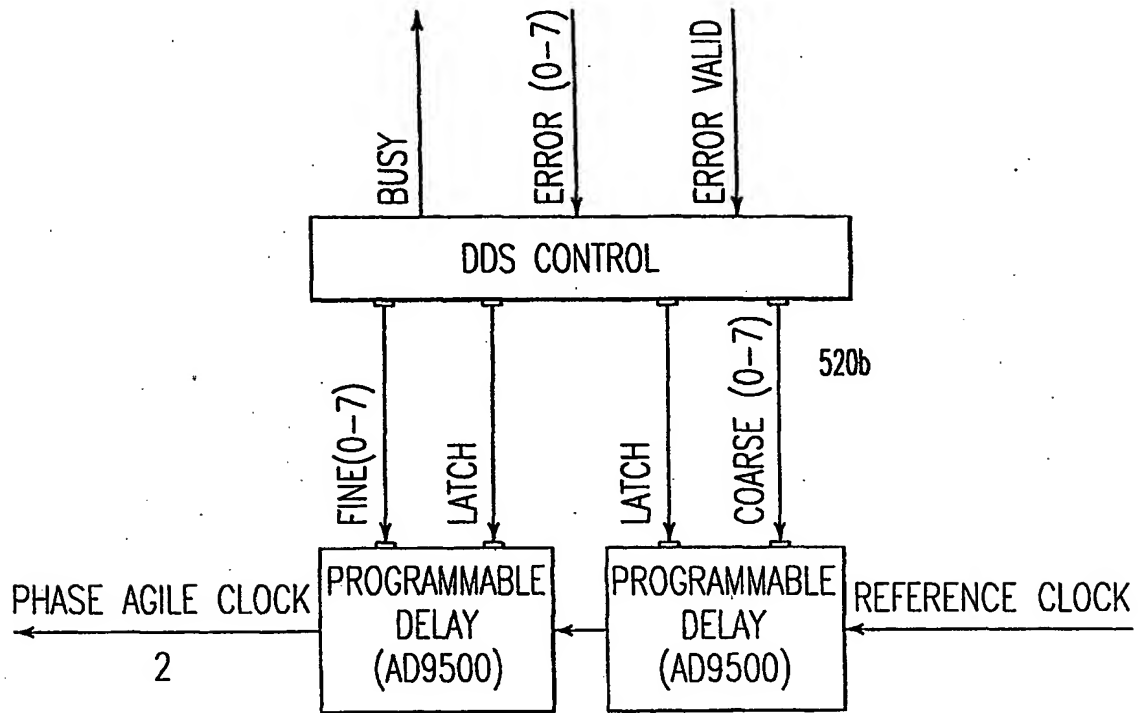 BUSY
ERROR (0-7)
ERROR VALID
DDS CONTROL
FINE(0-7)
LATCH
LATCH
COARSE (0-7)
520b
PHASE AGILE CLOCK
2
PROGRAMMABLE
DELAY
(AD9500)
PROGRAMMABLE
DELAY
(AD9500)
REFERENCE CLOCK